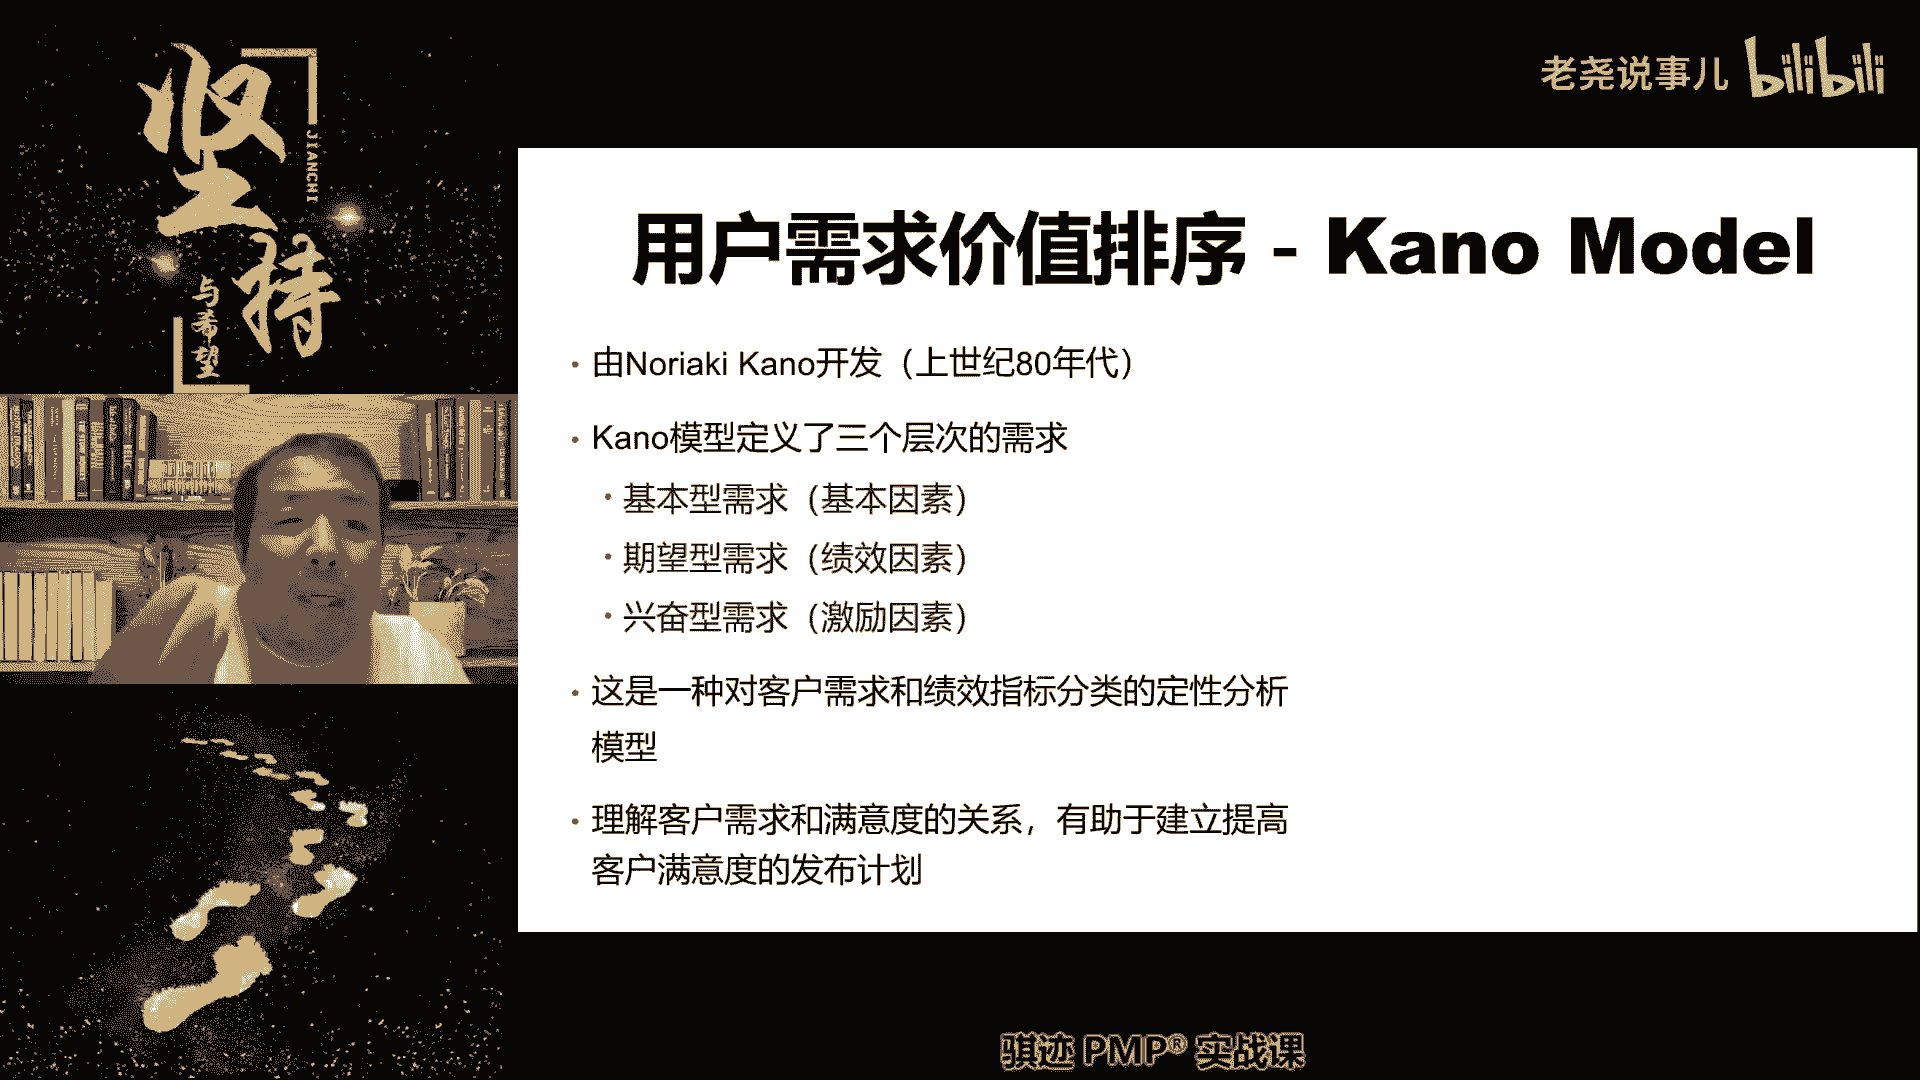 坚持
JIANCHI
与希望
老尧说事儿 bilibili
用户需求价值排序 - Kano Model
· 由Noriaki Kano开发（上世纪80年代）
· Kano模型定义了三个层次的需求
· 基本型需求（基本因素）
· 期望型需求（绩效因素）
· 兴奋型需求（激励因素）
· 这是一种对客户需求和绩效指标分类的定性分析
模型
· 理解客户需求和满意度的关系，有助于建立提高
客户满意度的发布计划
骐迹 PMP® 实战课